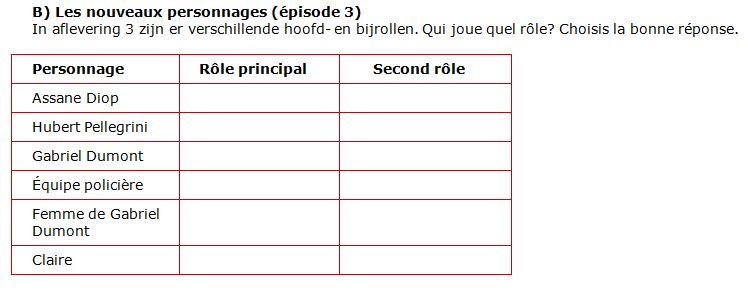 B) Les nouveaux personnages (épisode 3)
In aflevering 3 zijn er verschillende hoofd- en bijrollen. Qui joue quel rôle? Choisis la bonne réponse.
Personnage Rôle principal Second rôle
Assane Diop
Hubert Pellegrini
Gabriel Dumont
Équipe policière
Femme de Gabriel
Dumont
Claire